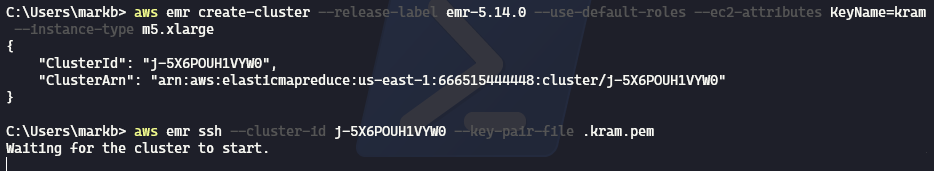 C:\Users\markb> aws emr create-cluster --release-label emr-5.14.0 --use-default-roles --ec2-attributes KeyName=kram
--instance-type m5.xlarge
{
    "ClusterId": "j-5X6POUH1VYW0",
    "ClusterArn": "arn:aws:elasticmapreduce:us-east-1:666515444448:cluster/j-5X6POUH1VYW0"
}
C:\Users\markb> aws emr ssh --cluster-id j-5X6POUH1VYW0 --key-pair-file .kram.pem
Waiting for the cluster to start.